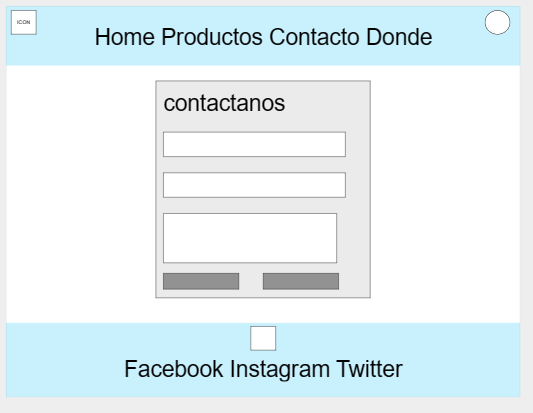 ICON
Home Productos Contacto Donde
contactanos
Facebook Instagram Twitter